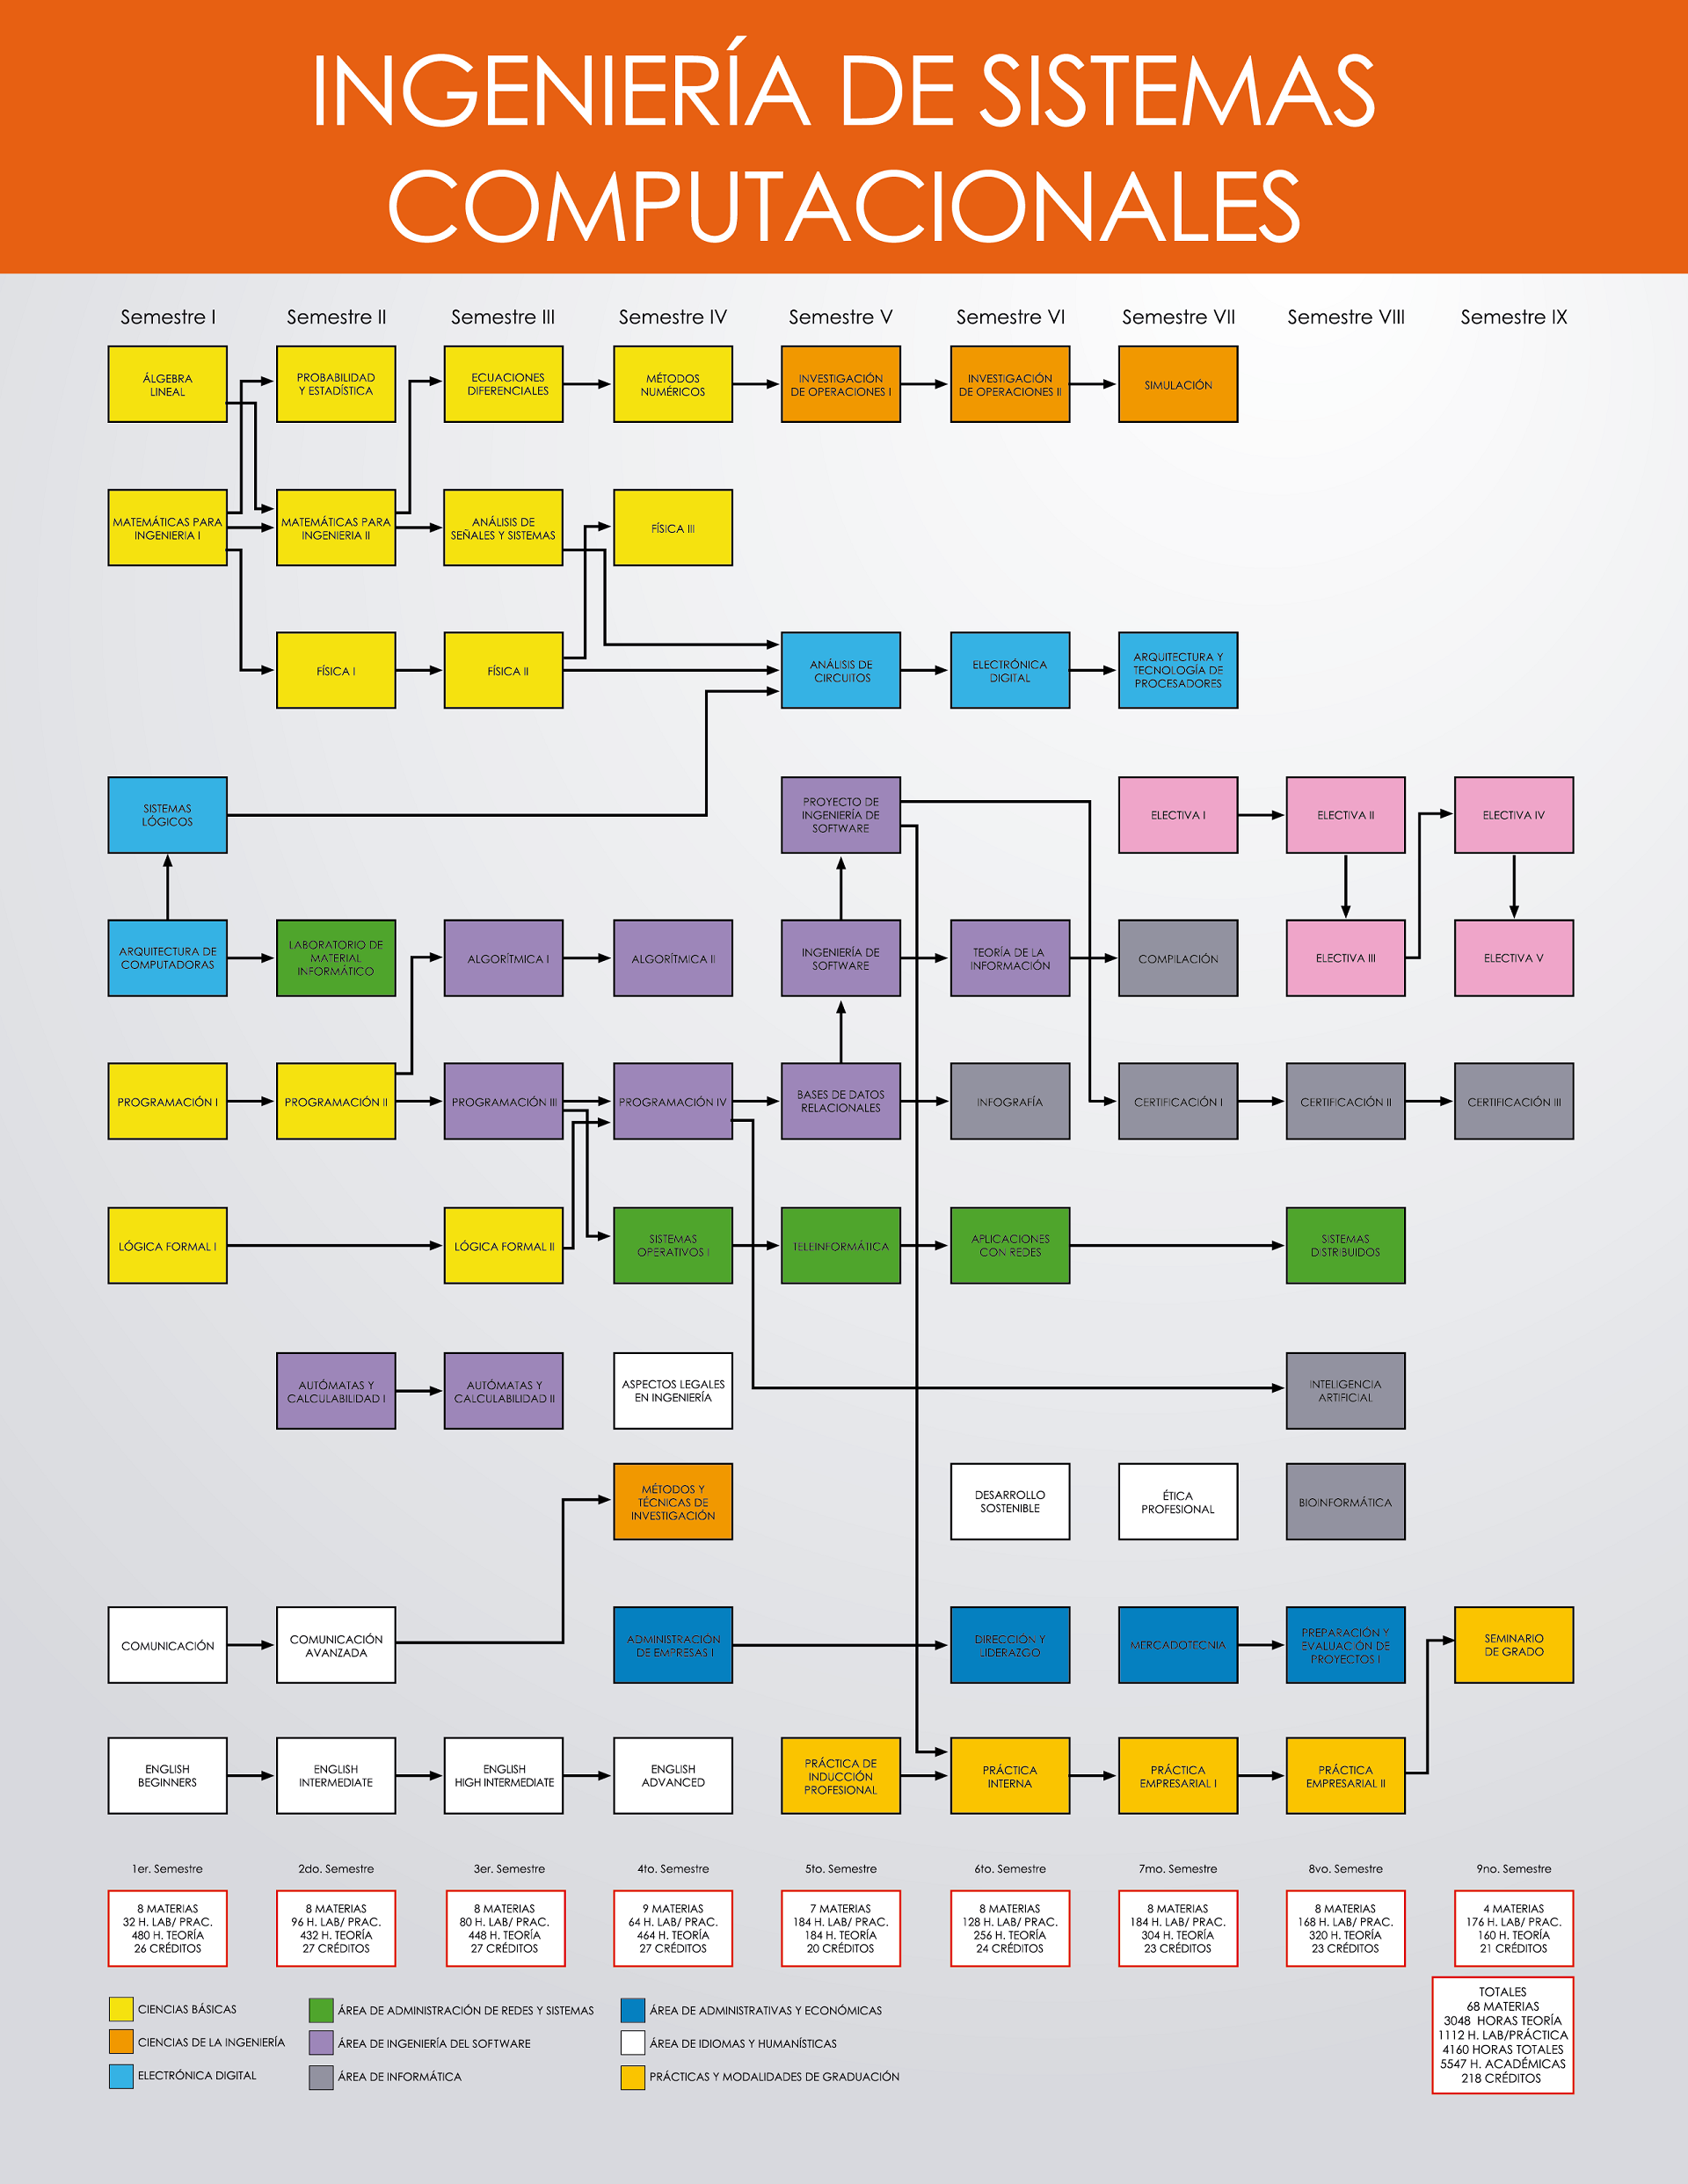 INGENIERÍA DE SISTEMAS
COMPUTACIONALES
Semestre I
Semestre II
Semestre III
Semestre IV
Semestre V
Semestre VI
Semestre VII
Semestre VIII
Semestre IX
ÁLGEBRA
LINEAL
PROBABILIDAD
Y ESTADÍSTICA
ECUACIONES
DIFERENCIALES
MÉTODOS
NUMÉRICOS
INVESTIGACIÓN
DE OPERACIONES I
INVESTIGACIÓN
DE OPERACIONES II
SIMULACIÓN
MATEMÁTICAS PARA
INGENIERIA I
MATEMÁTICAS PARA
INGENIERIA II
ANÁLISIS DE
SEÑALES Y SISTEMAS
FÍSICA III
FÍSICA I
FÍSICA II
ANÁLISIS DE
CIRCUITOS
ELECTRÓNICA
DIGITAL
ARQUITECTURA Y
TECNOLOGÍA DE
PROCESADORES
SISTEMAS
LÓGICOS
PROYECTO DE
INGENIERÍA DE
SOFTWARE
ELECTIVA I
ELECTIVA II
ELECTIVA IV
ARQUITECTURA DE
COMPUTADORAS
LABORATORIO DE
MATERIAL
INFORMÁTICO
ALGORÍTMICA I
ALGORÍTMICA II
INGENIERÍA DE
SOFTWARE
TEORÍA DE LA
INFORMACIÓN
COMPILACIÓN
ELECTIVA III
ELECTIVA V
PROGRAMACIÓN I
PROGRAMACIÓN II
PROGRAMACIÓN III
PROGRAMACIÓN IV
BASES DE DATOS
RELACIONALES
INFOGRAFÍA
CERTIFICACIÓN I
CERTIFICACIÓN II
CERTIFICACIÓN III
LÓGICA FORMAL I
LÓGICA FORMAL II
SISTEMAS
OPERATIVOS I
TELEINFORMÁTICA
APLICACIONES
CON REDES
SISTEMAS
DISTRIBUIDOS
AUTÓMATAS Y
CALCULABILIDAD I
AUTÓMATAS Y
CALCULABILIDAD II
ASPECTOS LEGALES
EN INGENIERÍA
INTELIGENCIA
ARTIFICIAL
MÉTODOS Y
TÉCNICAS DE
INVESTIGACIÓN
DESARROLLO
SOSTENIBLE
ÉTICA
PROFESIONAL
BIOINFORMÁTICA
COMUNICACIÓN
COMUNICACIÓN
AVANZADA
ADMINISTRACIÓN
DE EMPRESAS I
DIRECCIÓN Y
LIDERAZGO
MERCADOTECNIA
PREPARACIÓN Y
EVALUACIÓN DE
PROYECTOS I
SEMINARIO
DE GRADO
ENGLISH
BEGINNERS
ENGLISH
INTERMEDIATE
ENGLISH
HIGH INTERMEDIATE
ENGLISH
ADVANCED
PRÁCTICA DE
INDUCCIÓN
PROFESIONAL
PRÁCTICA
INTERNA
PRÁCTICA
EMPRESARIAL I
PRÁCTICA
EMPRESARIAL II
1er. Semestre
2do. Semestre
3er. Semestre
4to. Semestre
5to. Semestre
6to. Semestre
7mo. Semestre
8vo. Semestre
9no. Semestre
8 MATERIAS
32 H. LAB/ PRAC.
480 H. TEORÍA
26 CRÉDITOS
8 MATERIAS
96 H. LAB/ PRAC.
432 H. TEORÍA
27 CRÉDITOS
8 MATERIAS
80 H. LAB/ PRAC.
448 H. TEORÍA
27 CRÉDITOS
9 MATERIAS
64 H. LAB/ PRAC.
464 H. TEORÍA
27 CRÉDITOS
7 MATERIAS
184 H. LAB/ PRAC.
184 H. TEORÍA
20 CRÉDITOS
8 MATERIAS
128 H. LAB/ PRAC.
256 H. TEORÍA
24 CRÉDITOS
8 MATERIAS
184 H. LAB/ PRAC.
304 H. TEORÍA
23 CRÉDITOS
8 MATERIAS
168 H. LAB/ PRAC.
320 H. TEORÍA
23 CRÉDITOS
4 MATERIAS
176 H. LAB/ PRAC.
160 H. TEORÍA
21 CRÉDITOS
TOTALES
68 MATERIAS
3048 HORAS TEORÍA
1112 H. LAB/PRÁCTICA
4160 HORAS TOTALES
5547 H. ACADÉMICAS
218 CRÉDITOS
CIENCIAS BÁSICAS
CIENCIAS DE LA INGENIERÍA
ELECTRÓNICA DIGITAL
ÁREA DE ADMINISTRACIÓN DE REDES Y SISTEMAS
ÁREA DE INGENIERÍA DEL SOFTWARE
ÁREA DE INFORMÁTICA
ÁREA DE ADMINISTRATIVAS Y ECONÓMICAS
ÁREA DE IDIOMAS Y HUMANÍSTICAS
PRÁCTICAS Y MODALIDADES DE GRADUACIÓN